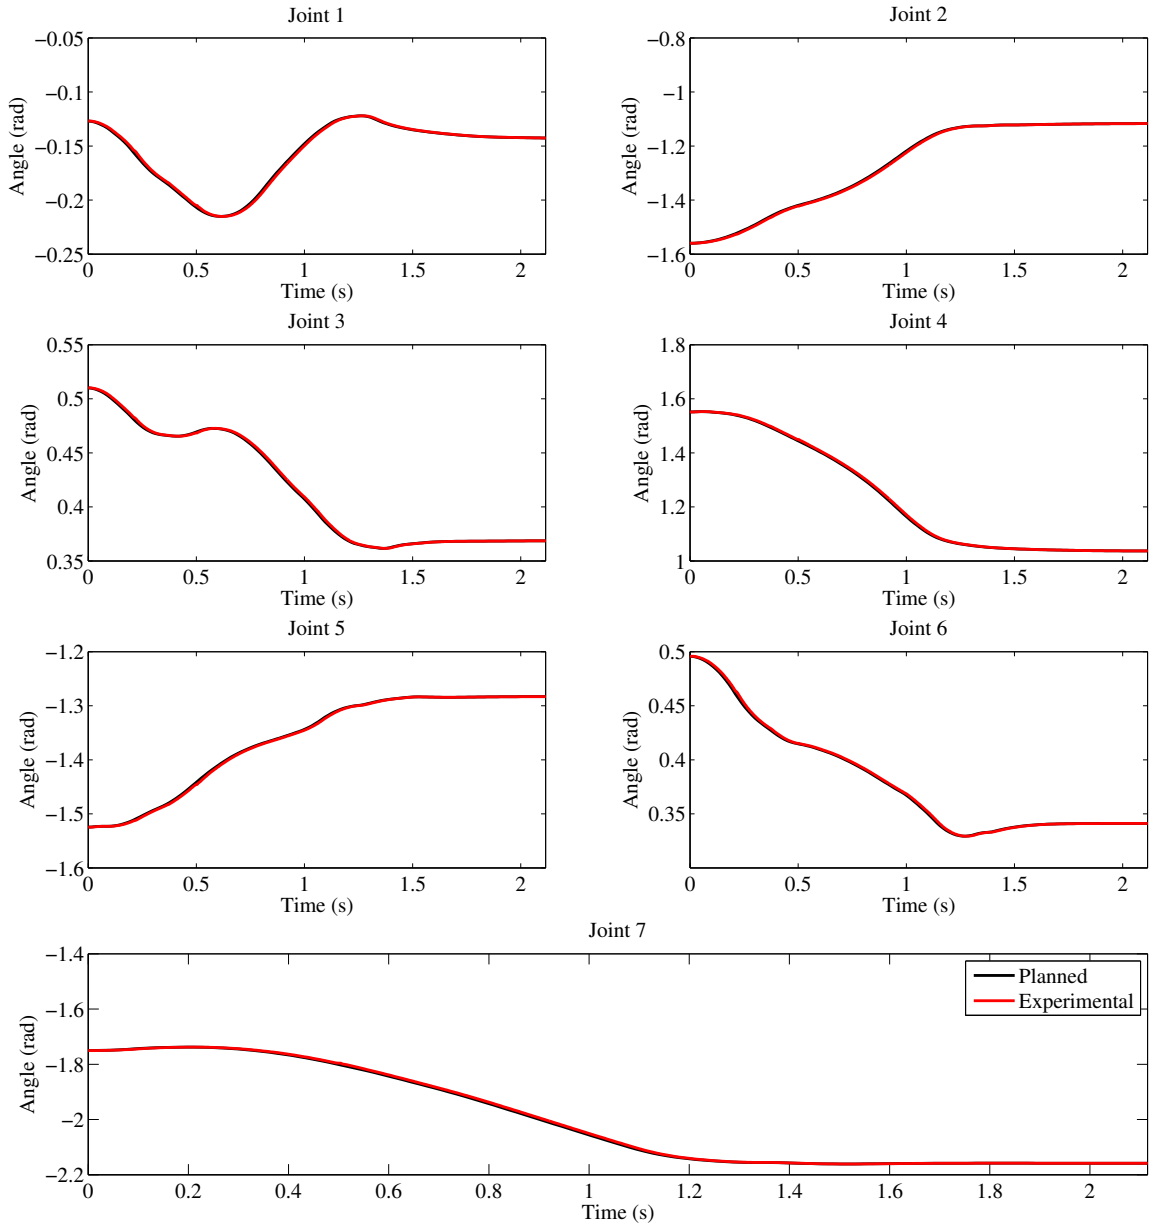 Joint 1
−0.05
−0.1
−0.15
−0.2
−0.25
Angle (rad)
0 0.5 1 1.5 2
Time (s)
Joint 2
−0.8
−1
−1.2
−1.4
−1.6
Angle (rad)
0 0.5 1 1.5 2
Time (s)
Joint 3
0.55
0.5
0.45
0.4
0.35
Angle (rad)
0 0.5 1 1.5 2
Time (s)
Joint 4
1.8
1.6
1.4
1.2
1
Angle (rad)
0 0.5 1 1.5 2
Time (s)
Joint 5
−1.2
−1.3
−1.4
−1.5
−1.6
Angle (rad)
0 0.5 1 1.5 2
Time (s)
Joint 6
0.5
0.45
0.4
0.35
Angle (rad)
0 0.5 1 1.5 2
Time (s)
Joint 7
−1.4
−1.6
−1.8
−2
−2.2
Angle (rad)
Planned
Experimental
0 0.2 0.4 0.6 0.8 1 1.2 1.4 1.6 1.8 2
Time (s)